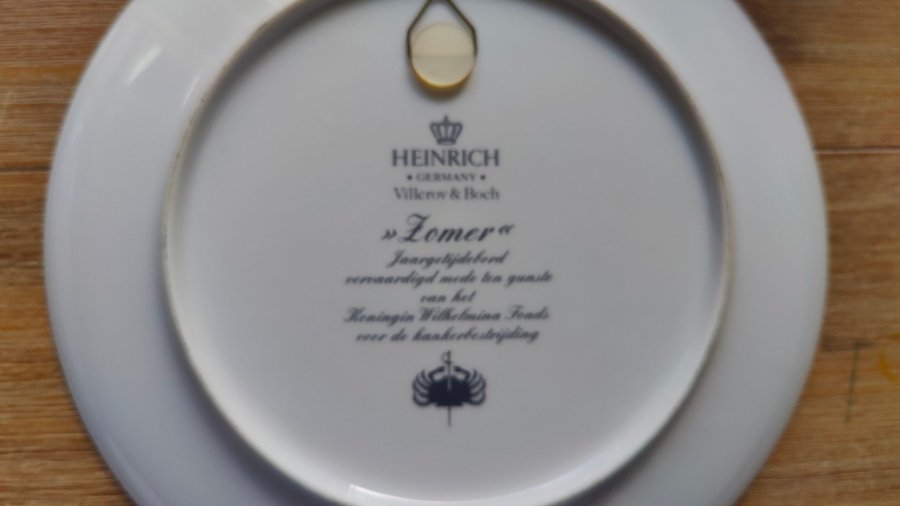 HEINRICH
• GERMANY •
Villeroy & Boch
»Zomer«
Jaargetijdebord
vervaardigd mede ten gunste
van het
Koningin Wilhelmina Fonds
voor de kankerbestrijding